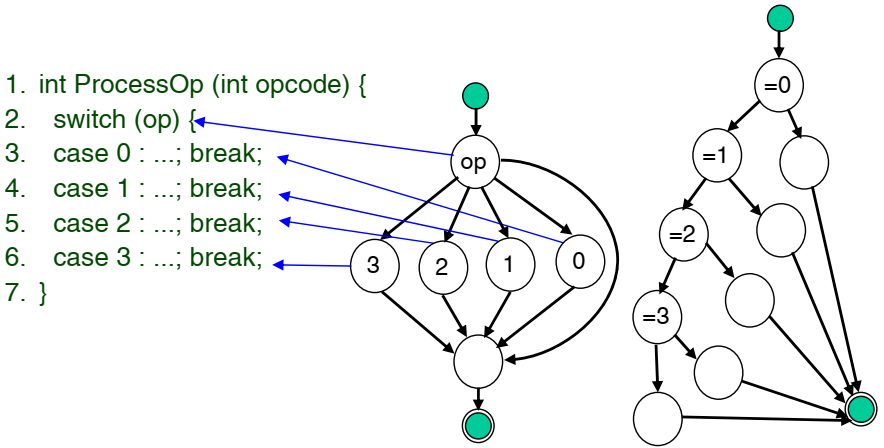 1. int ProcessOp (int opcode) {
2. switch (op) {
3. case 0 : ...; break;
4. case 1 : ...; break;
5. case 2 : ...; break;
6. case 3 : ...; break;
7. }
op
3
2
1
0
=0
=1
=2
=3